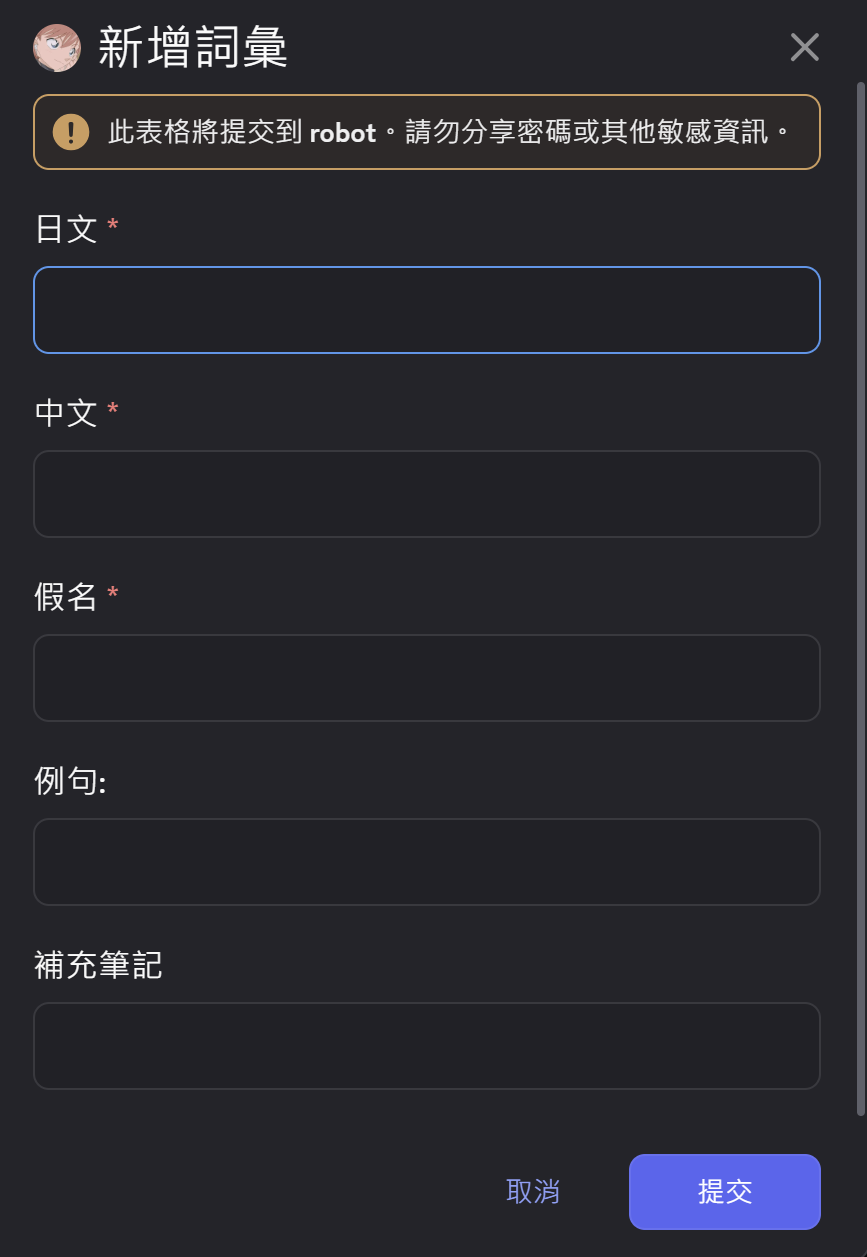 新增詞彙
此表格將提交到 robot。請勿分享密碼或其他敏感資訊。
日文 *
中文 *
假名 *
例句:
補充筆記
取消 提交